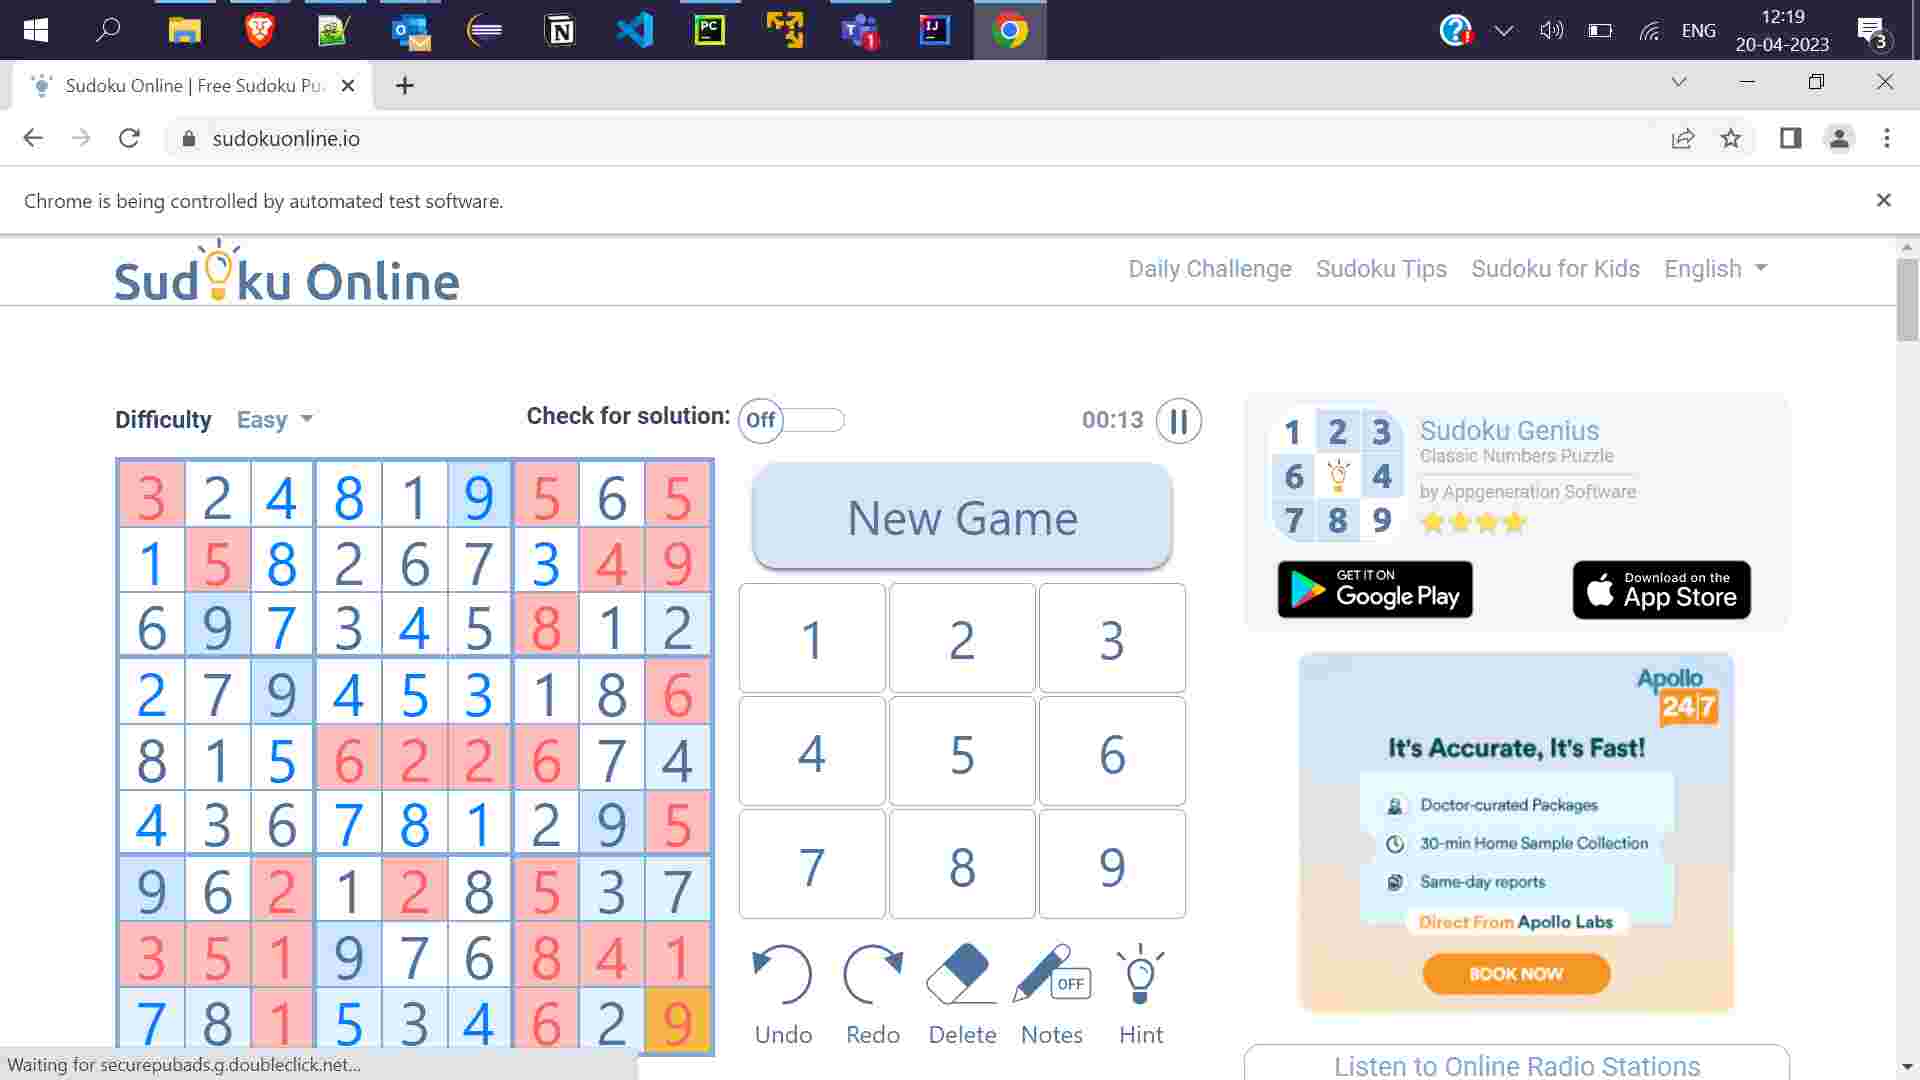 12:19
ENG
20-04-2023
3
Sudoku Online | Free Sudoku Pu
sudokuonline.io
Chrome is being controlled by automated test software.
Sudoku Online
Daily Challenge Sudoku Tips Sudoku for Kids English
Difficulty Easy Check for solution: Off 00:13
3 2 4 8 1 9 5 6 5
1 5 8 2 6 7 3 4 9
6 9 7 3 4 5 8 1 2
2 7 9 4 5 3 1 8 6
8 1 5 6 2 2 6 7 4
4 3 6 7 8 1 2 9 5
9 6 2 1 2 8 5 3 7
3 5 1 9 7 6 8 4 1
7 8 1 5 3 4 6 2 9
New Game
1 2 3
4 5 6
7 8 9
OFF
Undo Redo Delete Notes Hint
1 2 3
6 4
7 8 9
Sudoku Genius
Classic Numbers Puzzle
by Appgeneration Software
GET IT ON
Google Play
Download on the
App Store
Apollo
24|7
It's Accurate, It's Fast!
Doctor-curated Packages
30-min Home Sample Collection
Same-day reports
Direct From Apollo Labs
BOOK NOW
Listen to Online Radio Stations
Waiting for securepubads.g.doubleclick.net...